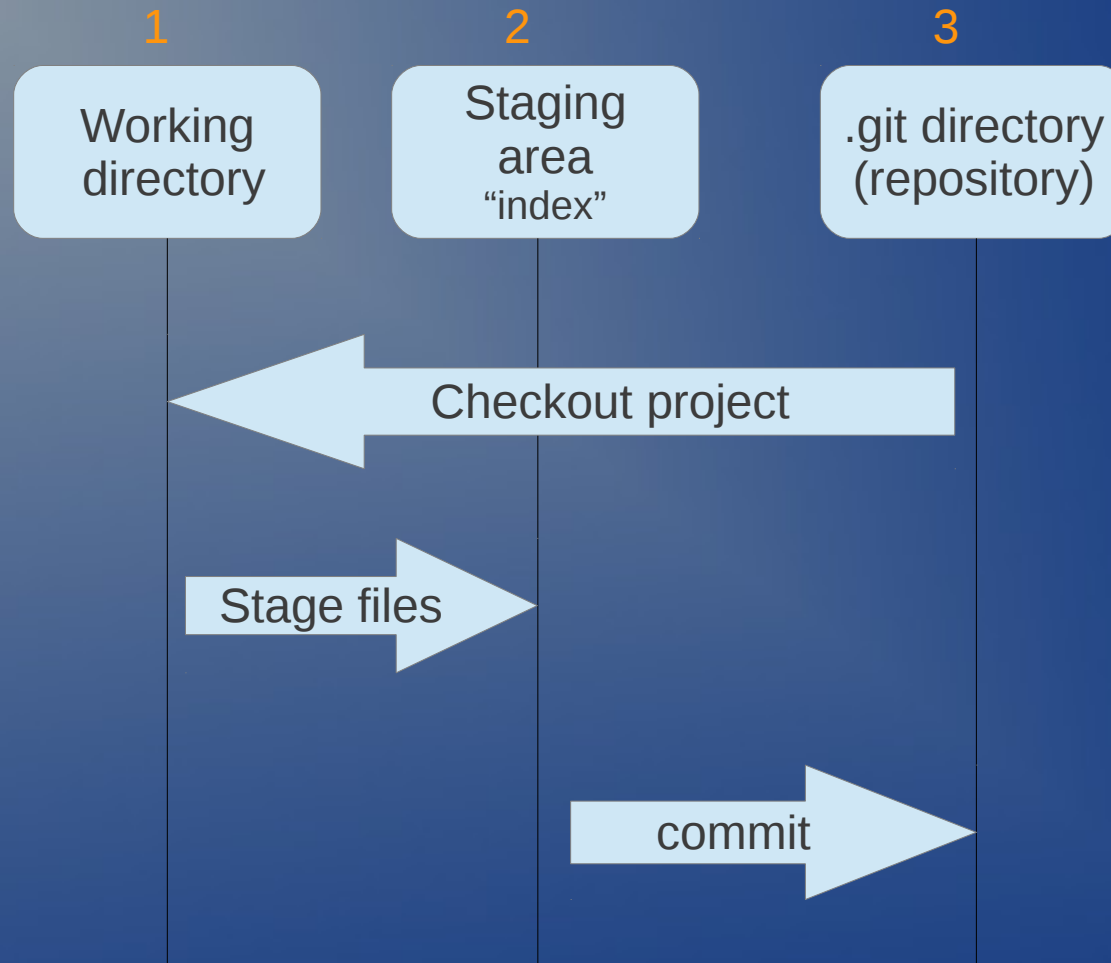 1
2
3
Working
directory
Staging
area
“index”
.git directory
(repository)
Checkout project
Stage files
commit